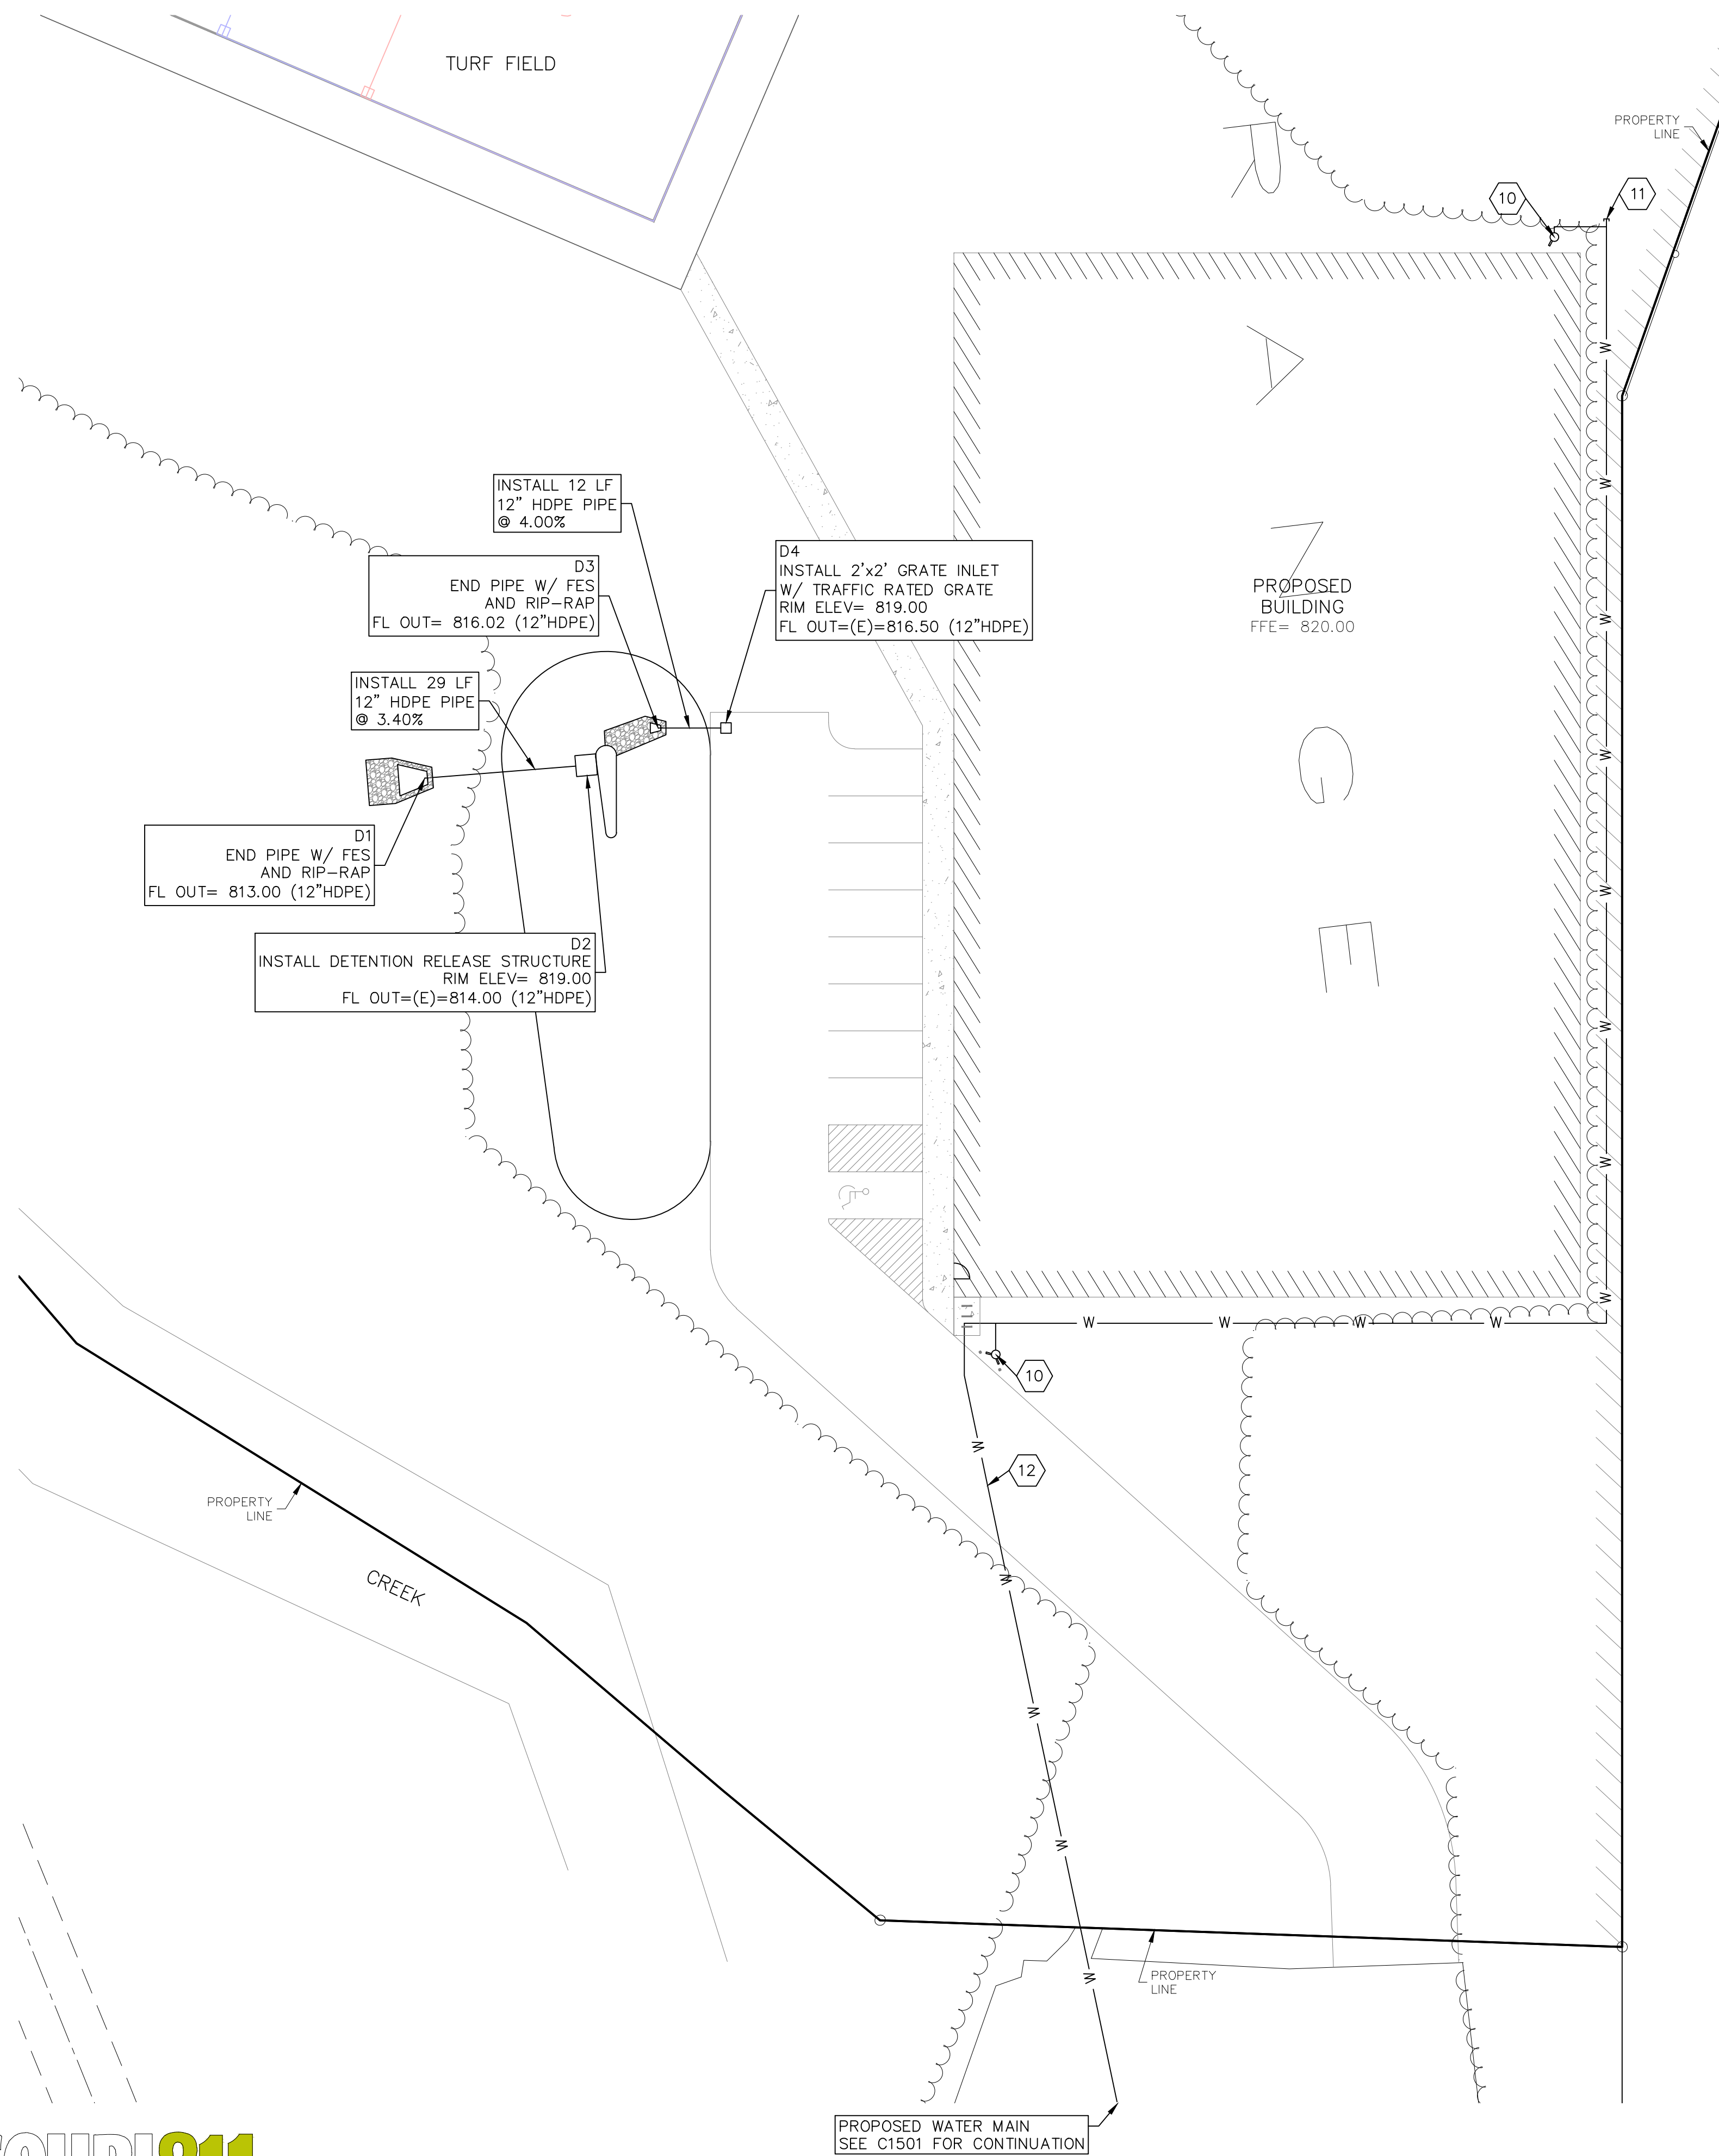 TURF FIELD
PROPERTY
LINE
10
11
W
INSTALL 12 LF
12" HDPE PIPE
@ 4.00%
D3
END PIPE W/ FES
AND RIP-RAP
FL OUT= 816.02 (12"HDPE)
D4
INSTALL 2'x2' GRATE INLET
W/ TRAFFIC RATED GRATE
RIM ELEV= 819.00
FL OUT=(E)=816.50 (12"HDPE)
PROPOSED
BUILDING
FFE= 820.00
W
W
INSTALL 29 LF
12" HDPE PIPE
@ 3.40%
W
D1
END PIPE W/ FES
AND RIP-RAP
FL OUT= 813.00 (12"HDPE)
W
D2
INSTALL DETENTION RELEASE STRUCTURE
RIM ELEV= 819.00
FL OUT=(E)=814.00 (12"HDPE)
W
W
W
W W W W
10
W
12
PROPERTY
LINE
CREEK
W
W
W
W
PROPERTY
LINE
PROPOSED WATER MAIN
SEE C1501 FOR CONTINUATION